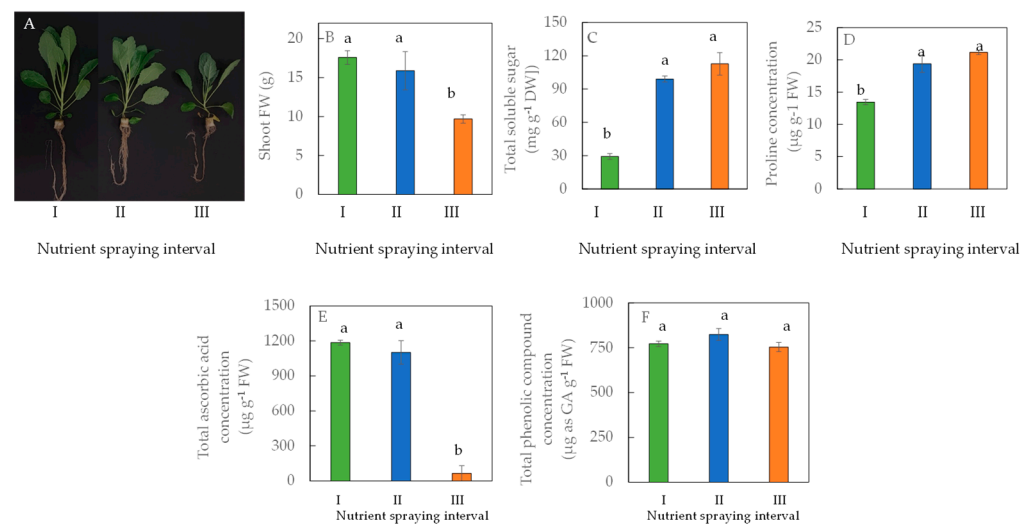 A
I II III
Nutrient spraying interval
B
Shoot FW (g)
20
15
10
5
0
a a b
I II III
Nutrient spraying interval
C
Total soluble sugar
(mg g⁻¹ DW])
150
120
90
60
30
0
b a a
I II III
Nutrient spraying interval
D
Proline concentration
(µg g-1 FW)
25
20
15
10
5
0
b a a
I II III
Nutrient spraying interval
E
Total ascorbic acid
concentration
(µg g⁻¹ FW)
1500
1200
900
600
300
0
a a b
I II III
Nutrient spraying interval
F
Total phenolic compound
concentration
(µg as GA g⁻¹ FW)
1000
750
500
250
0
a a a
I II III
Nutrient spraying interval